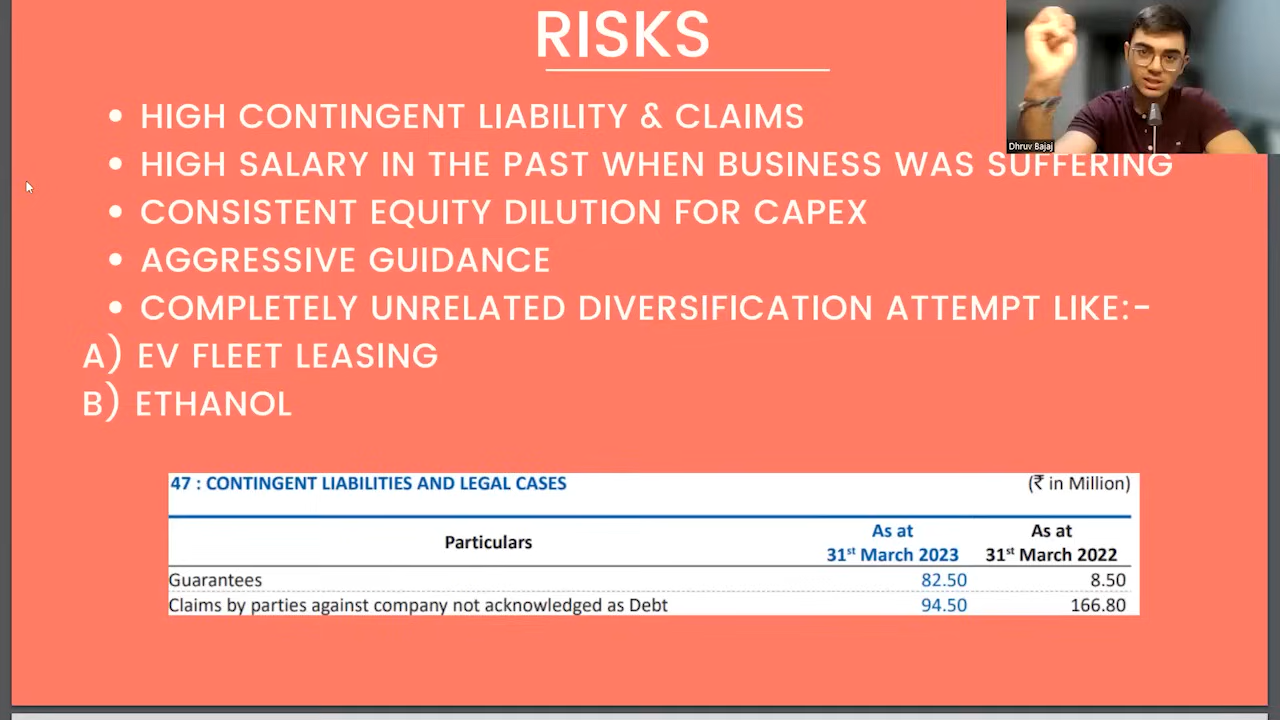 RISKS
• HIGH CONTINGENT LIABILITY & CLAIMS
• HIGH SALARY IN THE PAST WHEN BUSINESS WAS SUFFERING
• CONSISTENT EQUITY DILUTION FOR CAPEX
• AGGRESSIVE GUIDANCE
• COMPLETELY UNRELATED DIVERSIFICATION ATTEMPT LIKE:-
A) EV FLEET LEASING
B) ETHANOL
Dhruv Bajaj
47 : CONTINGENT LIABILITIES AND LEGAL CASES (₹ in Million)
Particulars As at 31st March 2023 As at 31st March 2022
Guarantees 82.50 8.50
Claims by parties against company not acknowledged as Debt 94.50 166.80